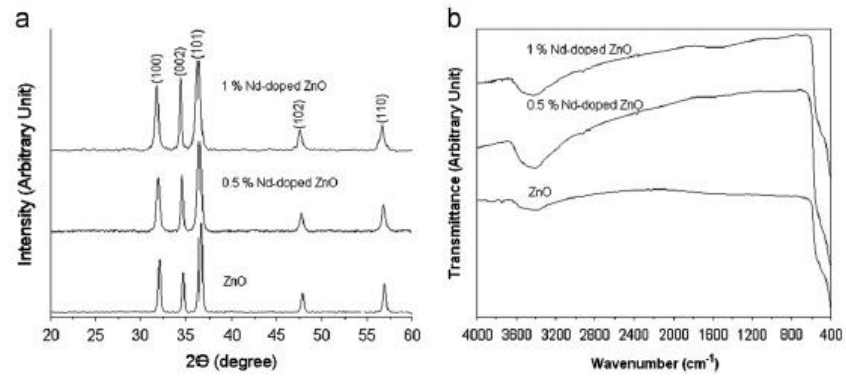 a
(100)
(002)
(101)
1 % Nd-doped ZnO
(102)
(110)
0.5 % Nd-doped ZnO
ZnO
Intensity (Arbitrary Unit)
20 25 30 35 40 45 50 55 60
2Θ (degree)
b
1 % Nd-doped ZnO
0.5 % Nd-doped ZnO
ZnO
Transmittance (Arbitrary Unit)
4000 3600 3200 2800 2400 2000 1600 1200 800 400
Wavenumber (cm⁻¹)